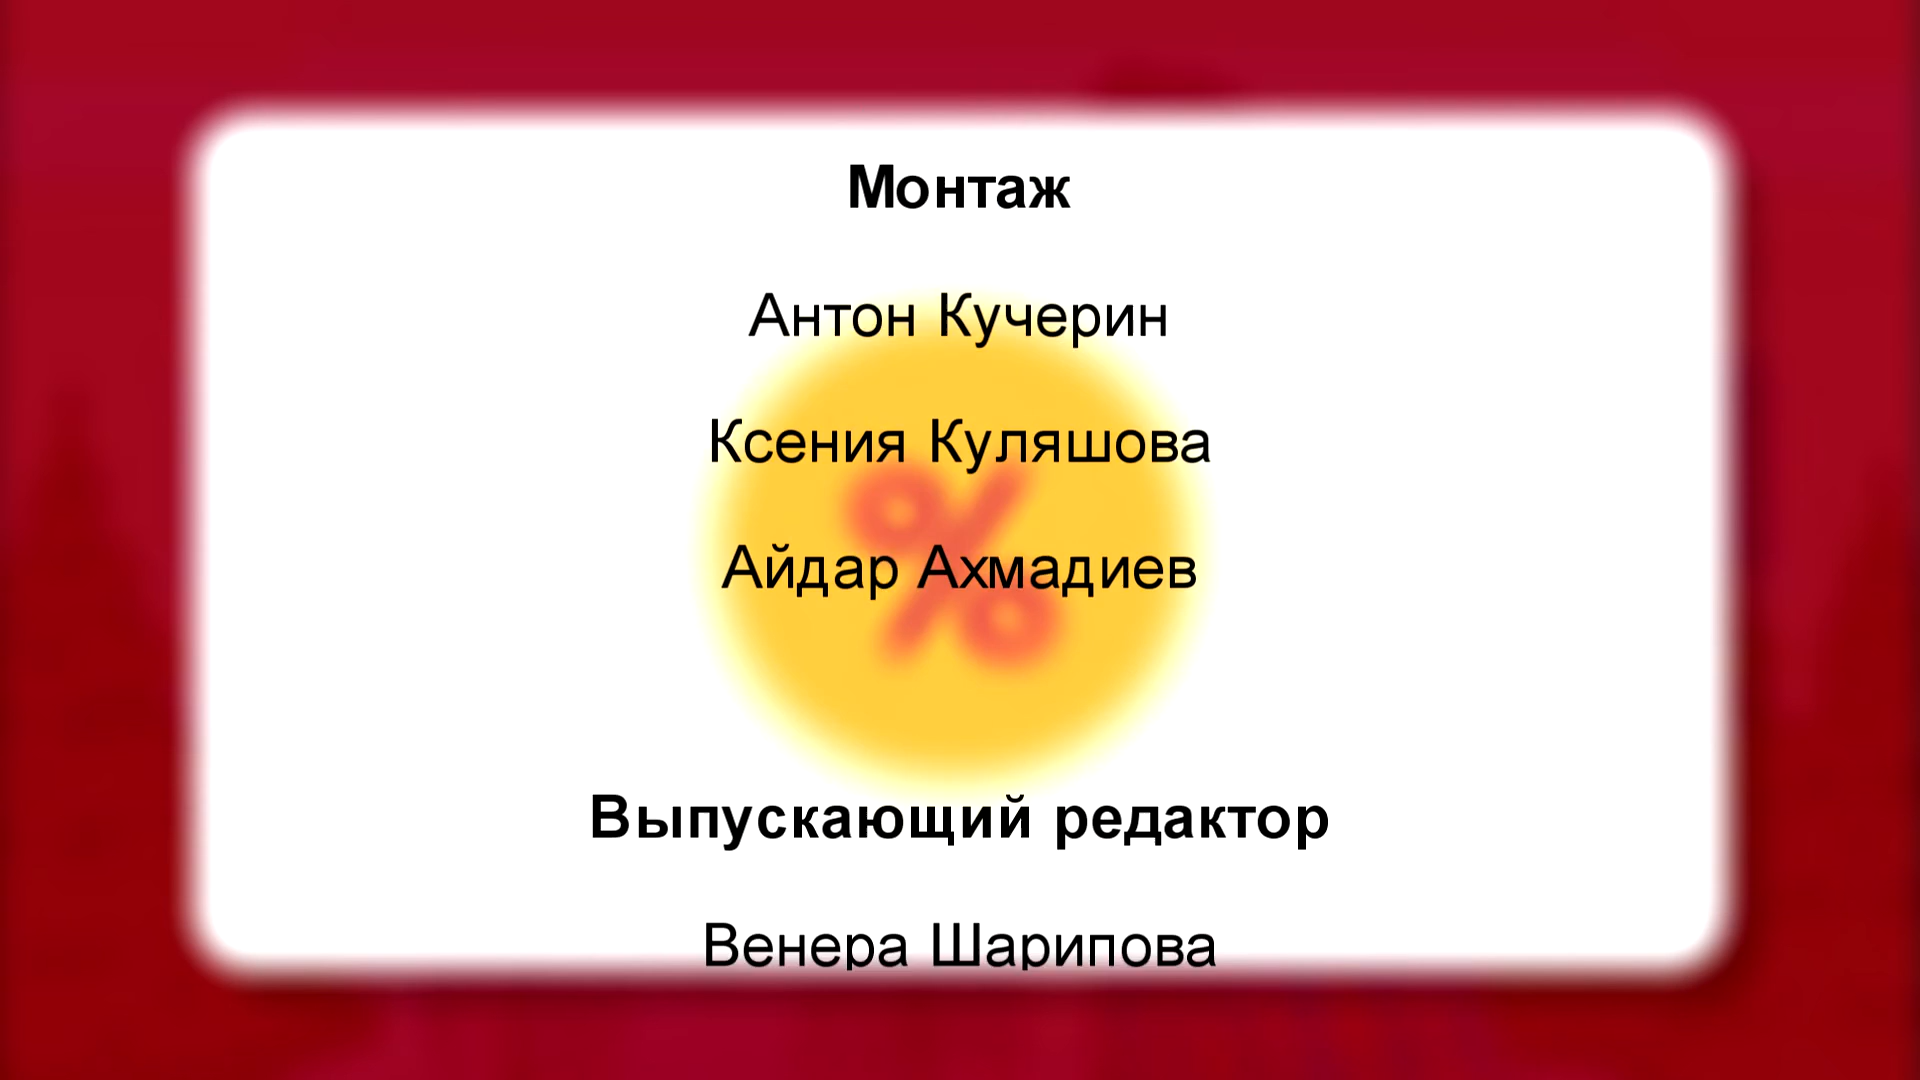 Монтаж
Антон Кучерин
Ксения Куляшова
%
Айдар Ахмадиев
Выпускающий редактор
Венера Шарипова